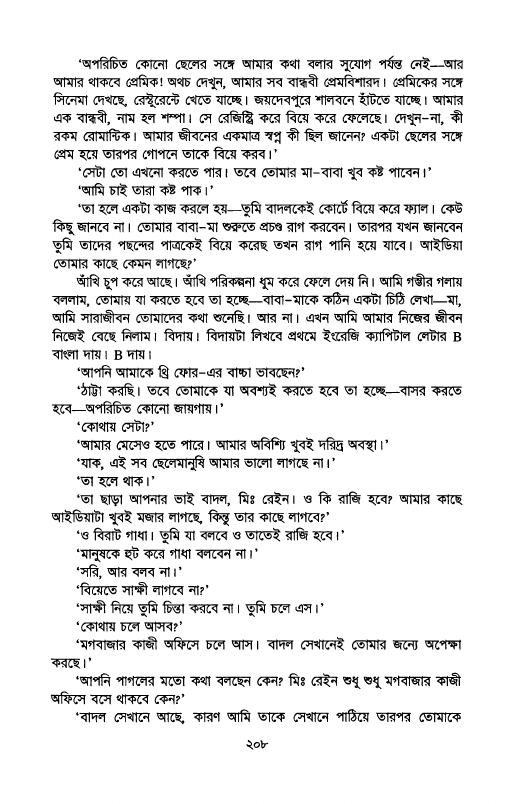 ‘অপরিচিত কোনো ছেলের সঙ্গে আমার কথা বলার সুযোগ পর্যন্ত নেই—আর
আমার থাকবে প্রেমিক! অথচ দেখুন, আমার সব বান্ধবী প্রেমবিশারদ। প্রেমিকের সঙ্গে
সিনেমা দেখছে, রেস্টুরেন্টে খেতে যাচ্ছে। জয়দেবপুরে শালবনে হাঁটতে যাচ্ছে। আমার
এক বান্ধবী, নাম হল শম্পা। সে রেজিস্ট্রি করে বিয়ে করে ফেলেছে। দেখুন–না, কী
রকম রোমান্টিক। আমার জীবনের একমাত্র স্বপ্ন কী ছিল জানেন? একটা ছেলের সঙ্গে
প্রেম হয়ে তারপর গোপনে তাকে বিয়ে করব।’
‘সেটা তো এখনো করতে পার। তবে তোমার মা–বাবা খুব কষ্ট পাবেন।’
‘আমি চাই তারা কষ্ট পাক।’
‘তা হলে একটা কাজ করলে হয়—তুমি বাদলকেই কোর্টে বিয়ে করে ফ্যাল। কেউ
কিছু জানবে না। তোমার বাবা–মা শুরুতে প্রচণ্ড রাগ করবেন। তারপর যখন জানবেন
তুমি তাদের পছন্দের পাত্রকেই বিয়ে করেছ তখন রাগ পানি হয়ে যাবে। আইডিয়া
তোমার কাছে কেমন লাগছে?’
আঁখি চুপ করে আছে। আঁখি পরিকল্পনা ধুম করে ফেলে দেয় নি। আমি গম্ভীর গলায়
বললাম, তোমায় যা করতে হবে তা হচ্ছে—বাবা–মাকে কঠিন একটা চিঠি লেখা—মা,
আমি সারাজীবন তোমাদের কথা শুনেছি। আর না। এখন আমি আমার নিজের জীবন
নিজেই বেছে নিলাম। বিদায়। বিদায়টা লিখবে প্রথমে ইংরেজি ক্যাপিটাল লেটার B
বাংলা দায়। B দায়।
‘আপনি আমাকে থ্রি ফোর–এর বাচ্চা ভাবছেন?’
‘ঠাট্টা করছি। তবে তোমাকে যা অবশ্যই করতে হবে তা হচ্ছে—বাসর করতে
হবে—অপরিচিত কোনো জায়গায়।’
‘কোথায় সেটা?’
‘আমার মেসেও হতে পারে। আমার অবিশ্যি খুবই দরিদ্র অবস্থা।’
‘যাক, এই সব ছেলেমানুষি আমার ভালো লাগছে না।’
‘তা হলে থাক।’
‘তা ছাড়া আপনার ভাই বাদল, মিঃ রেইন। ও কি রাজি হবে? আমার কাছে
আইডিয়াটা খুবই মজার লাগছে, কিন্তু তার কাছে লাগবে?’
‘ও বিরাট গাধা। তুমি যা বলবে ও তাতেই রাজি হবে।’
‘মানুষকে হুট করে গাধা বলবেন না।’
‘সরি, আর বলব না।’
‘বিয়েতে সাক্ষী লাগবে না?’
‘সাক্ষী নিয়ে তুমি চিন্তা করবে না। তুমি চলে এস।’
‘কোথায় চলে আসব?’
‘মগবাজার কাজী অফিসে চলে আস। বাদল সেখানেই তোমার জন্যে অপেক্ষা
করছে।’
‘আপনি পাগলের মতো কথা বলছেন কেন? মিঃ রেইন শুধু শুধু মগবাজার কাজী
অফিসে বসে থাকবে কেন?’
‘বাদল সেখানে আছে, কারণ আমি তাকে সেখানে পাঠিয়ে তারপর তোমাকে
২০৮